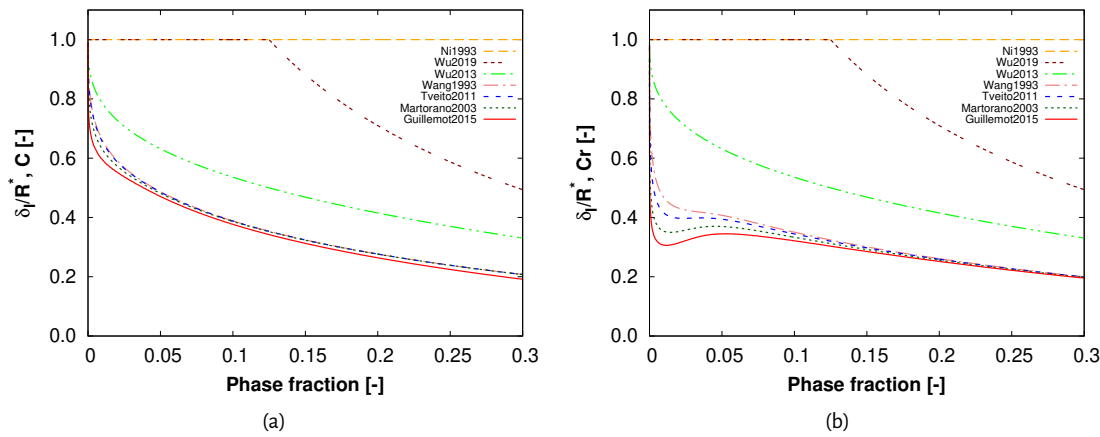 δl/R*, C [-]
1.0
0.8
0.6
0.4
0.2
0.0
0 0.05 0.1 0.15 0.2 0.25 0.3
Phase fraction [-]
Ni1993
Wu2019
Wu2013
Wang1993
Tveito2011
Martorano2003
Guillemot2015
(a)
δl/R*, Cr [-]
1.0
0.8
0.6
0.4
0.2
0.0
0 0.05 0.1 0.15 0.2 0.25 0.3
Phase fraction [-]
Ni1993
Wu2019
Wu2013
Wang1993
Tveito2011
Martorano2003
Guillemot2015
(b)